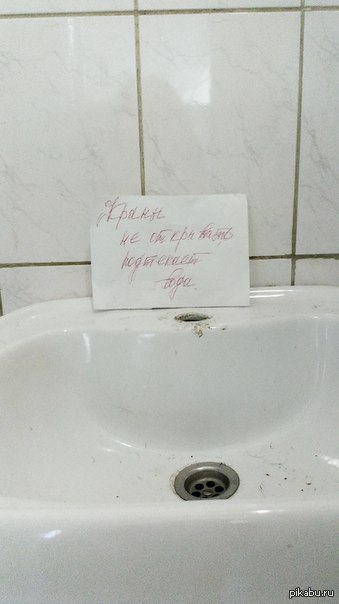 Краны
не открывать
подтекает
вода.
pikabu.ru